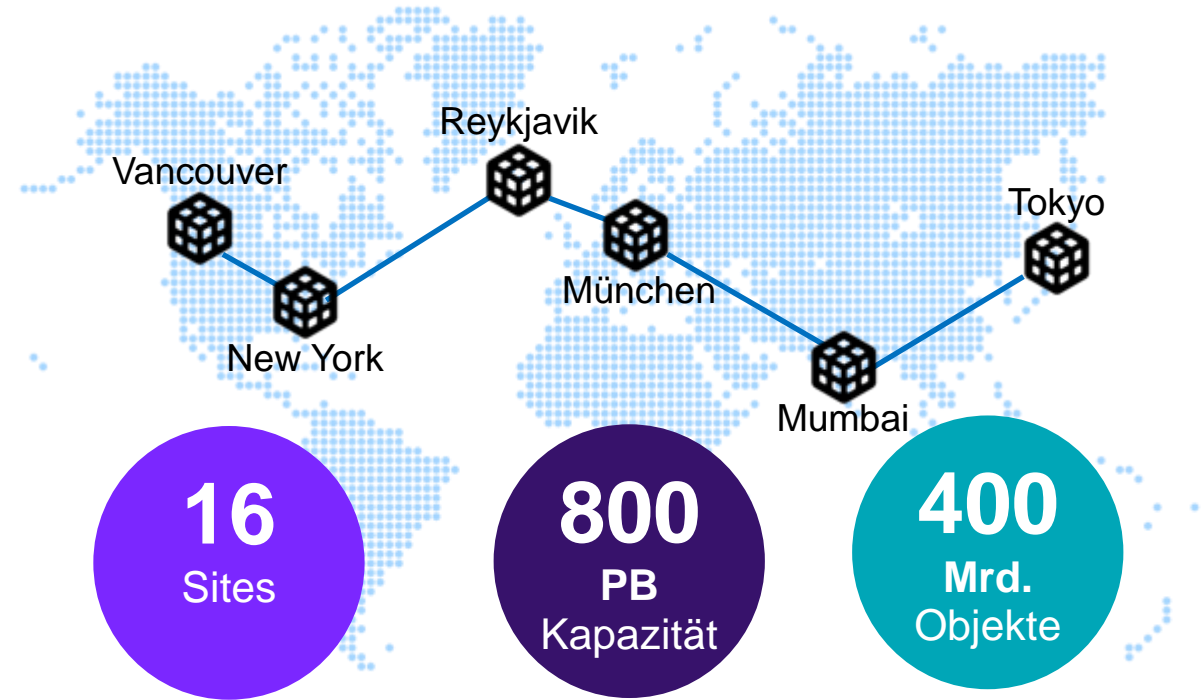 Reykjavik
Vancouver
Tokyo
München
New York
Mumbai
16
Sites
800
PB
Kapazität
400
Mrd.
Objekte